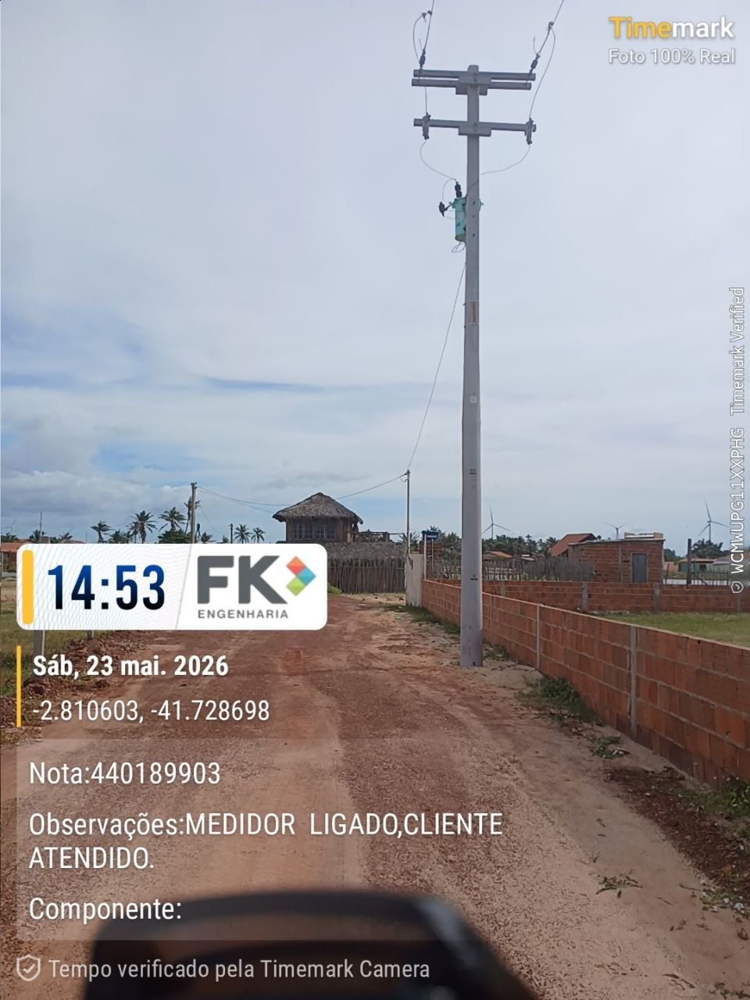 Timemark
Foto 100% Real
WCMWUPG11XXPHG Timemark Verified
14:53
FK
ENGENHARIA
Sáb, 23 mai. 2026
-2.810603, -41.728698
Nota:440189903
Observações:MEDIDOR LIGADO,CLIENTE
ATENDIDO.
Componente:
Tempo verificado pela Timemark Camera